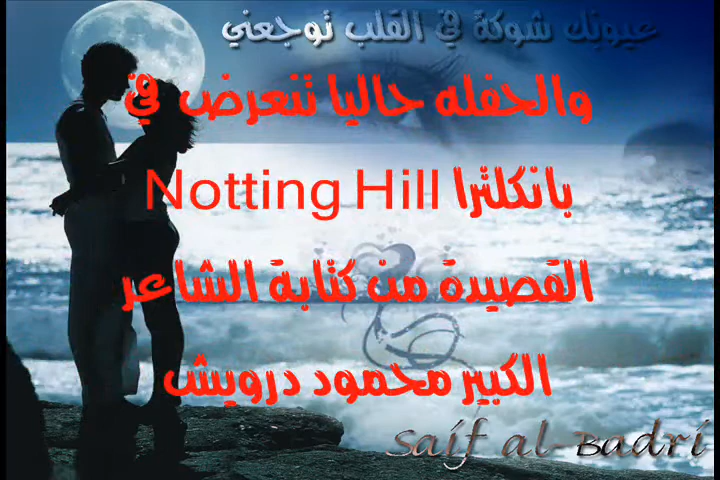 عيونك شوكة في القلب توجعني
والحفله حاليا تنعرض في
بانكلترا Notting Hill
القصيدة من كتابة الشاعر
الكبير محمود درويش
Saif al-Badri